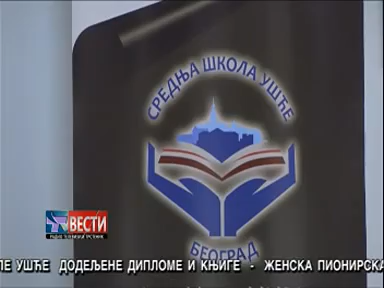 СРЕДЊА ШКОЛА УШЋЕ
БЕОГРАД
ВЕСТИ
ЛЕ УШЋЕ ДОДЕЉЕНЕ ДИПЛОМЕ И КЊИГЕ - ЖЕНСКА ПИОНИРСКА